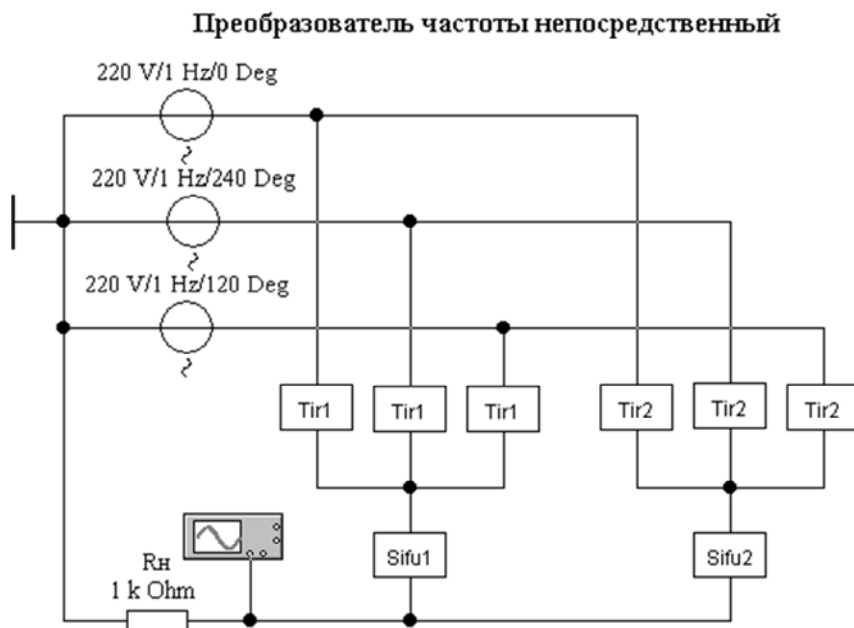 Преобразователь частоты непосредственный
220 V/1 Hz/0 Deg
220 V/1 Hz/240 Deg
220 V/1 Hz/120 Deg
Tir1 Tir1 Tir1 Tir2 Tir2 Tir2
Sifu1 Sifu2
Rн
1 k Ohm